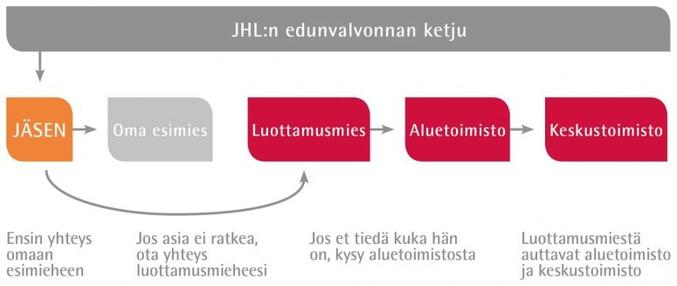 JHL:n edunvalvonnan ketju
JÄSEN
Oma esimies
Luottamusmies
Aluetoimisto
Keskustoimisto
Ensin yhteys
omaan
esimieheen
Jos asia ei ratkea,
ota yhteys
luottamusmieheesi
Jos et tiedä kuka hän
on, kysy aluetoimistosta
Luottamusmiestä
auttavat aluetoimisto
ja keskustoimisto